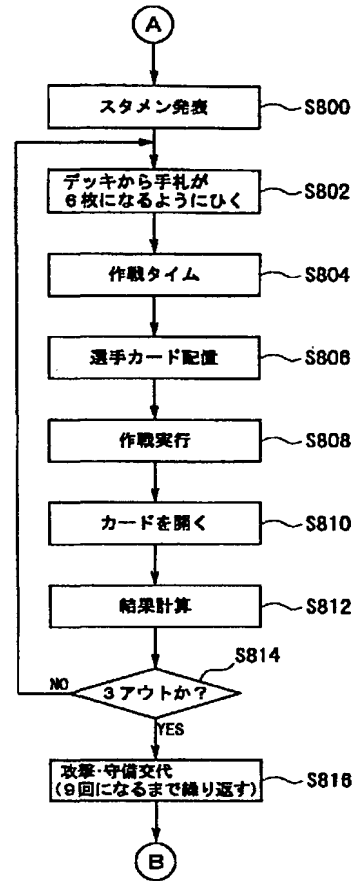 A
スタメン発表
S800
デッキから手札が
6枚になるようにひく
S802
作戦タイム
S804
選手カード配置
S806
作戦実行
S808
カードを開く
S810
結果計算
S812
S814
3アウトか？
NO
YES
攻撃・守備交代
(9回になるまで繰り返す)
S816
B